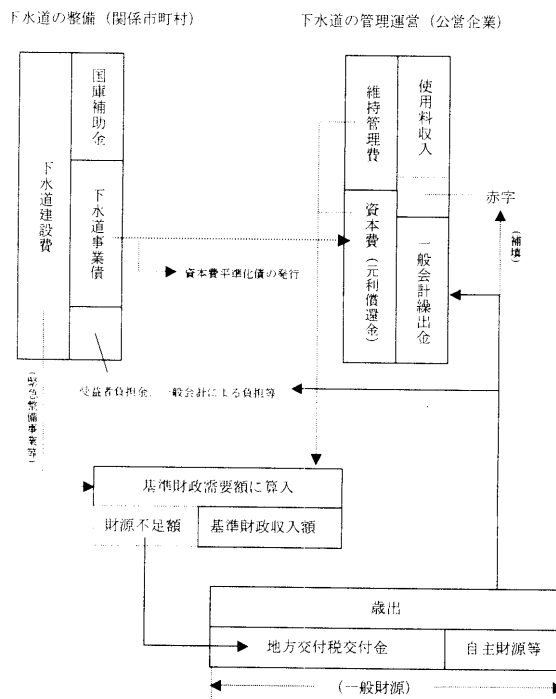 下水道の整備（関係市町村）
下水道の管理運営（公営企業）
下水道建設費
国庫補助金
下水道事業債
維持管理費
使用料収入
資本費（元利償還金）
一般会計繰出金
赤字
（補填）
資本費平準化債の発行
受益者負担金、一般会計による負担等
基準財政需要額に算入
財源不足額
基準財政収入額
歳出
地方交付税交付金
自主財源等
（一般財源）